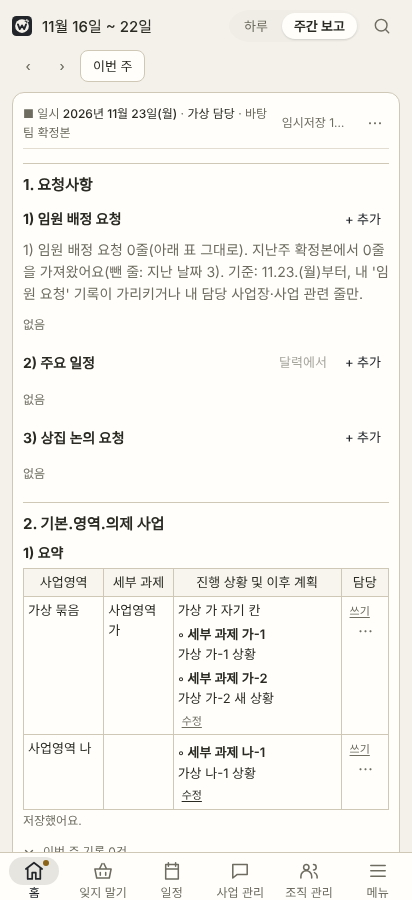 11월 16일 ~ 22일
하루
주간 보고
이번 주
■ 일시 2026년 11월 23일(월) · 가상 담당 · 바탕
팀 확정본
임시저장 1...
1. 요청사항
1) 임원 배정 요청
+ 추가
1) 임원 배정 요청 0줄(아래 표 그대로). 지난주 확정본에서 0줄
을 가져왔어요(뺀 줄: 지난 날짜 3). 기준: 11.23.(월)부터, 내 '임
원 요청' 기록이 가리키거나 내 담당 사업장·사업 관련 줄만.
없음
2) 주요 일정
달력에서
+ 추가
없음
3) 상집 논의 요청
+ 추가
없음
2. 기본.영역.의제 사업
1) 요약
사업영역
세부 과제
진행 상황 및 이후 계획
담당
가상 묶음
사업영역
가
가상 가 자기 칸
∘ 세부 과제 가-1
가상 가-1 상황
∘ 세부 과제 가-2
가상 가-2 새 상황
수정
쓰기
...
사업영역 나
∘ 세부 과제 나-1
가상 나-1 상황
수정
쓰기
...
저장했어요.
이번 주 기록 0건
홈
잊지 말기
일정
사업 관리
조직 관리
메뉴